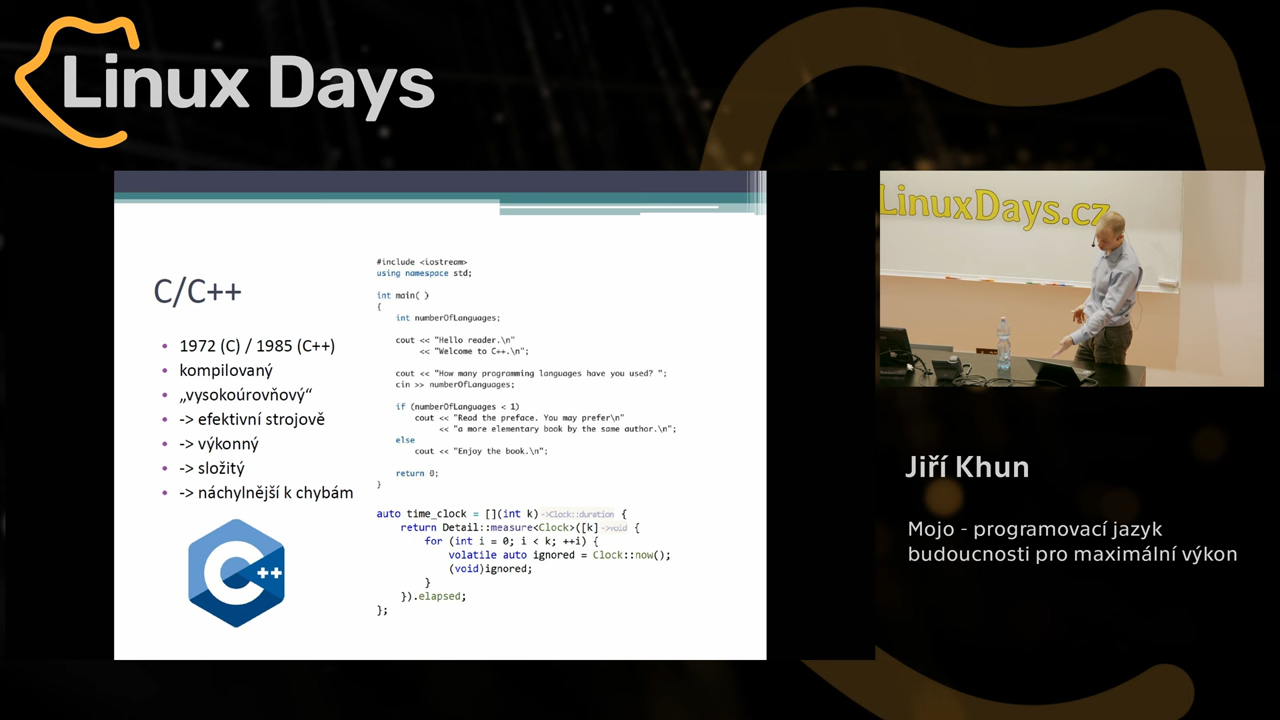 Linux Days
C/C++
• 1972 (C) / 1985 (C++)
• kompilovaný
• „vysokoúrovňový“
• -> efektivní strojově
• -> výkonný
• -> složitý
• -> náchylnější k chybám
C++
#include <iostream>
using namespace std;
int main( )
{
int numberOfLanguages;
cout << "Hello reader.\n"
<< "Welcome to C++.\n";
cout << "How many programming languages have you used? ";
cin >> numberOfLanguages;
if (numberOfLanguages < 1)
cout << "Read the preface. You may prefer\n"
<< "a more elementary book by the same author.\n";
else
cout << "Enjoy the book.\n";
return 0;
}
auto time_clock = [](int k)->Clock::duration {
return Detail::measure<Clock>([k]->void {
for (int i = 0; i < k; ++i) {
volatile auto ignored = Clock::now();
(void)ignored;
}
}).elapsed;
};
LinuxDays.cz
Jiří Khun
Mojo - programovací jazyk
budoucnosti pro maximální výkon